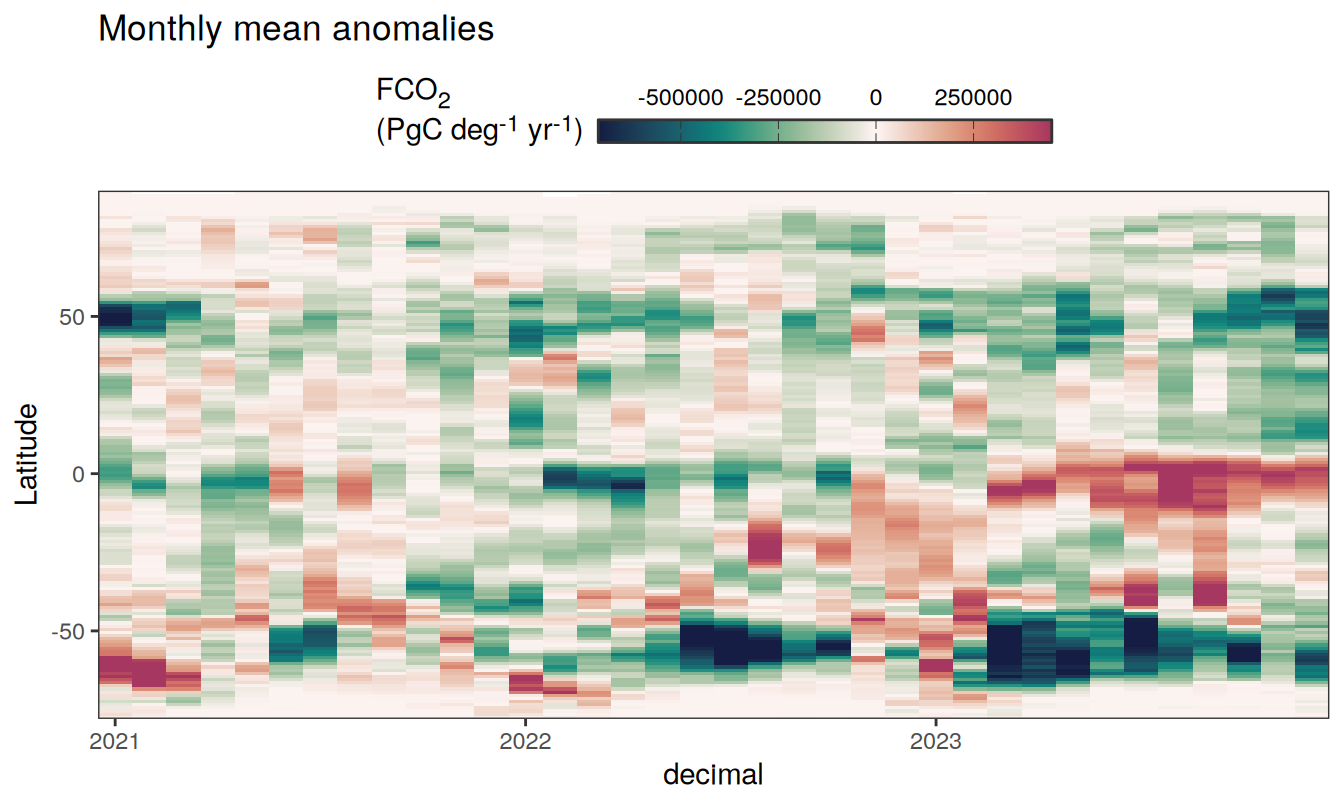 Monthly mean anomalies
FCO₂
(PgC deg⁻¹ yr⁻¹)
-500000 -250000 0 250000
50
0
-50
Latitude
2021 2022 2023
decimal